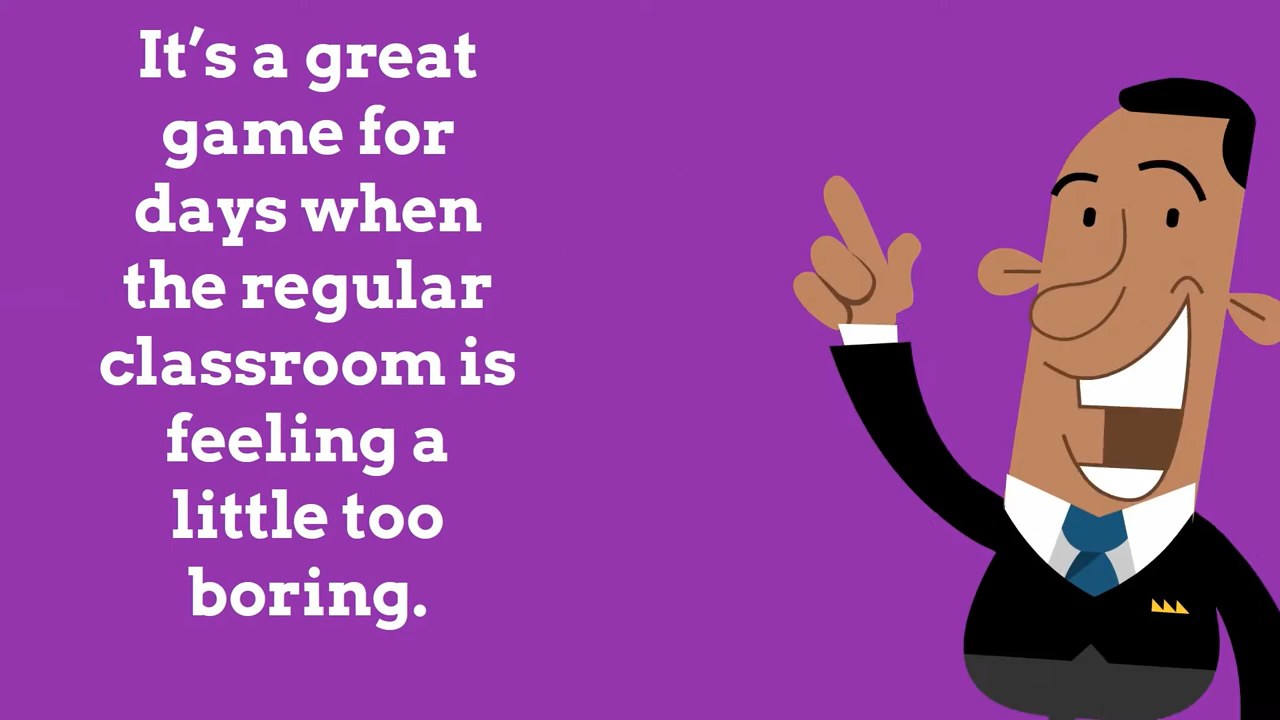 It’s a great
game for
days when
the regular
classroom is
feeling a
little too
boring.